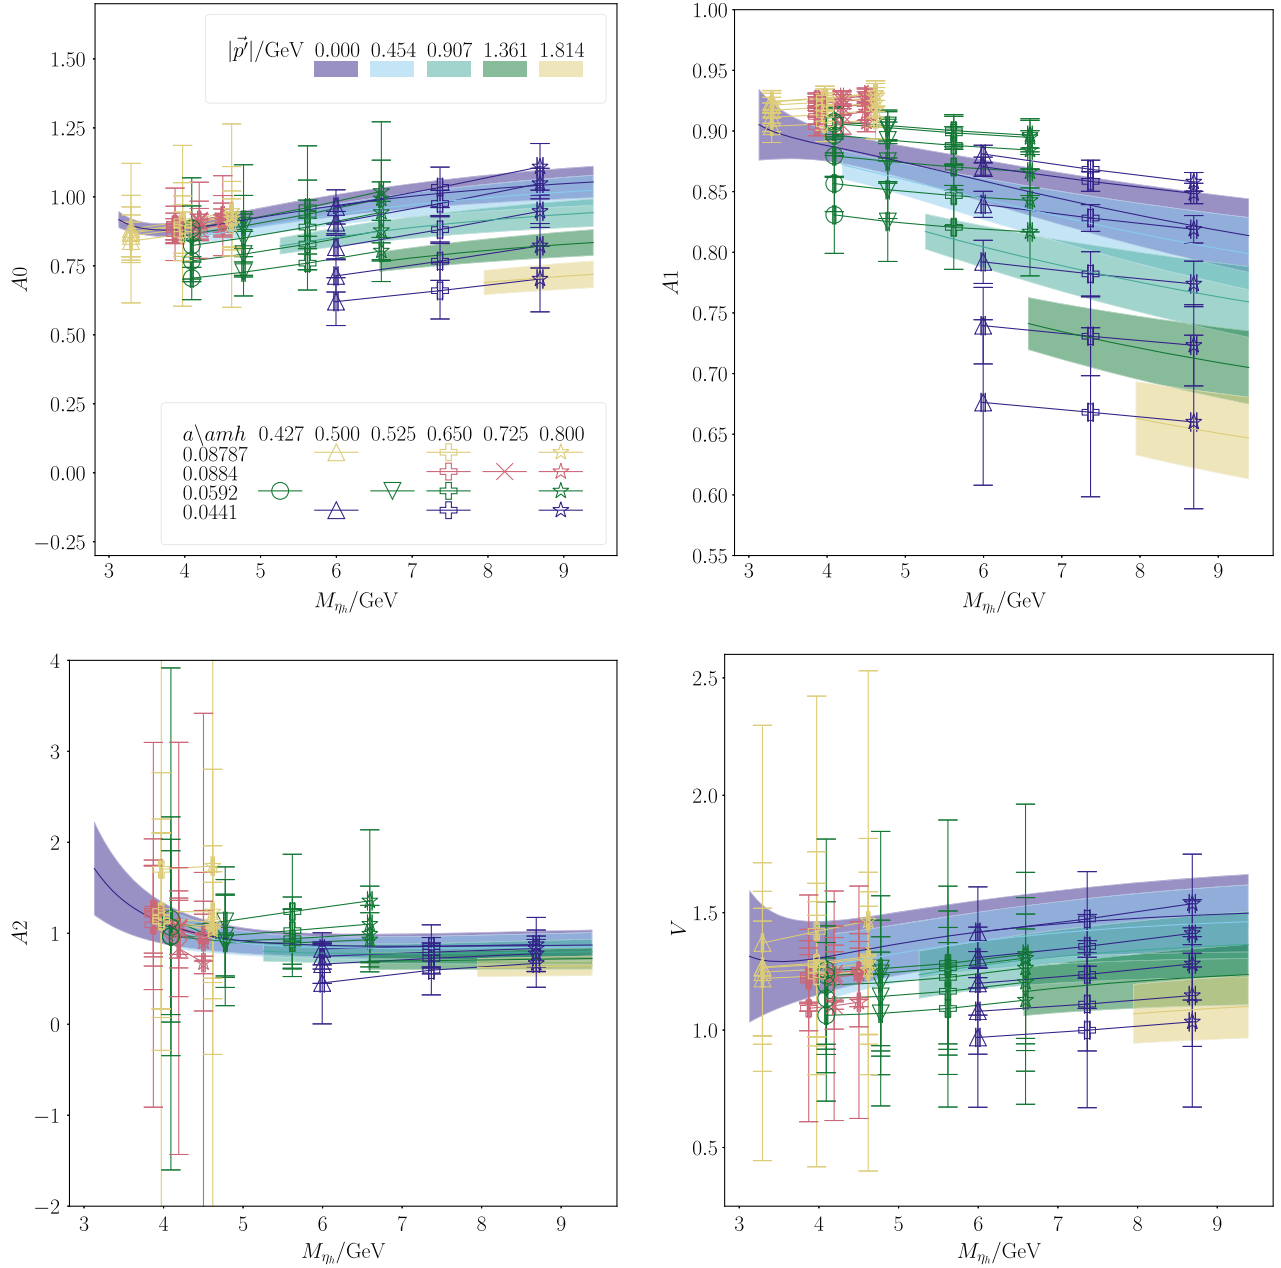 |p⃗′|/GeV 0.000 0.454 0.907 1.361 1.814
1.50
1.25
1.00
0.75
0.50
0.25
0.00
−0.25
A0
a\amh 0.427 0.500 0.525 0.650 0.725 0.800
0.08787
0.0884
0.0592
0.0441
3 4 5 6 7 8 9
M_{η_h}/GeV
1.00
0.95
0.90
0.85
0.80
0.75
0.70
0.65
0.60
0.55
A1
3 4 5 6 7 8 9
M_{η_h}/GeV
4
3
2
1
0
−1
−2
A2
3 4 5 6 7 8 9
M_{η_h}/GeV
2.5
2.0
1.5
1.0
0.5
V
3 4 5 6 7 8 9
M_{η_h}/GeV